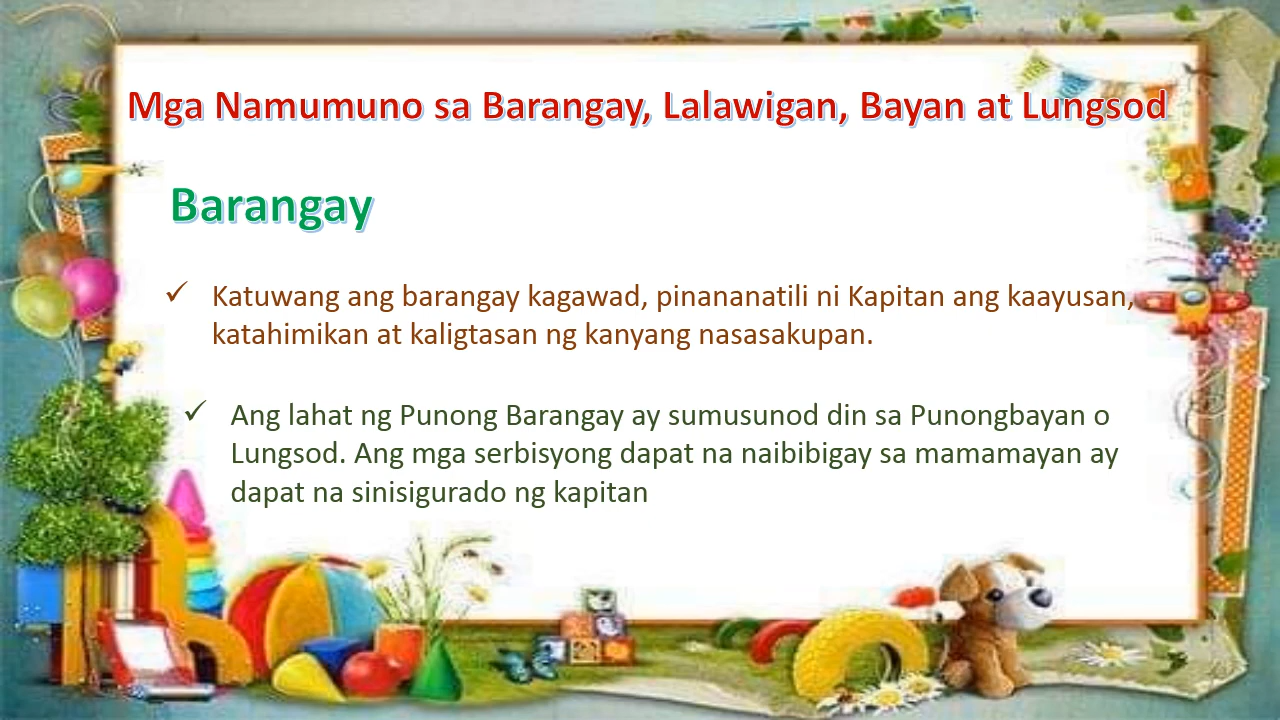 Mga Namumuno sa Barangay, Lalawigan, Bayan at Lungsod
Barangay
✓ Katuwang ang barangay kagawad, pinananatili ni Kapitan ang kaayusan,
katahimikan at kaligtasan ng kanyang nasasakupan.
✓ Ang lahat ng Punong Barangay ay sumusunod din sa Punongbayan o
Lungsod. Ang mga serbisyong dapat na naibibigay sa mamamayan ay
dapat na sinisigurado ng kapitan